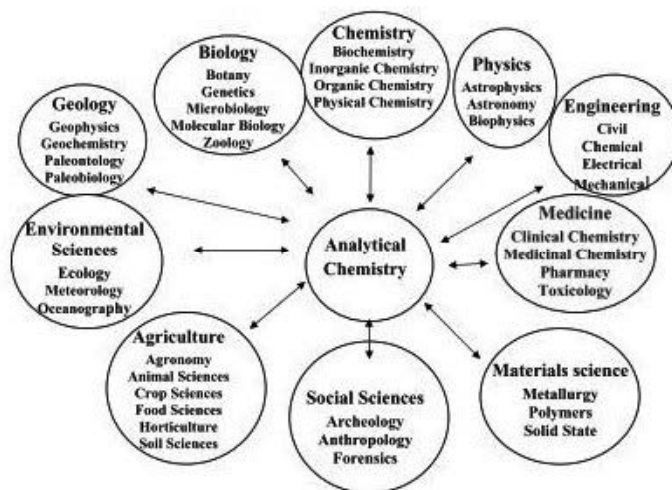 Chemistry
Biochemistry
Inorganic Chemistry
Organic Chemistry
Physical Chemistry
Biology
Botany
Genetics
Microbiology
Molecular Biology
Zoology
Physics
Astrophysics
Astronomy
Biophysics
Geology
Geophysics
Geochemistry
Paleontology
Paleobiology
Engineering
Civil
Chemical
Electrical
Mechanical
Environmental
Sciences
Ecology
Meteorology
Oceanography
Analytical
Chemistry
Medicine
Clinical Chemistry
Medicinal Chemistry
Pharmacy
Toxicology
Agriculture
Agronomy
Animal Sciences
Crop Sciences
Food Sciences
Horticulture
Soil Sciences
Social Sciences
Archeology
Anthropology
Forensics
Materials science
Metallurgy
Polymers
Solid State